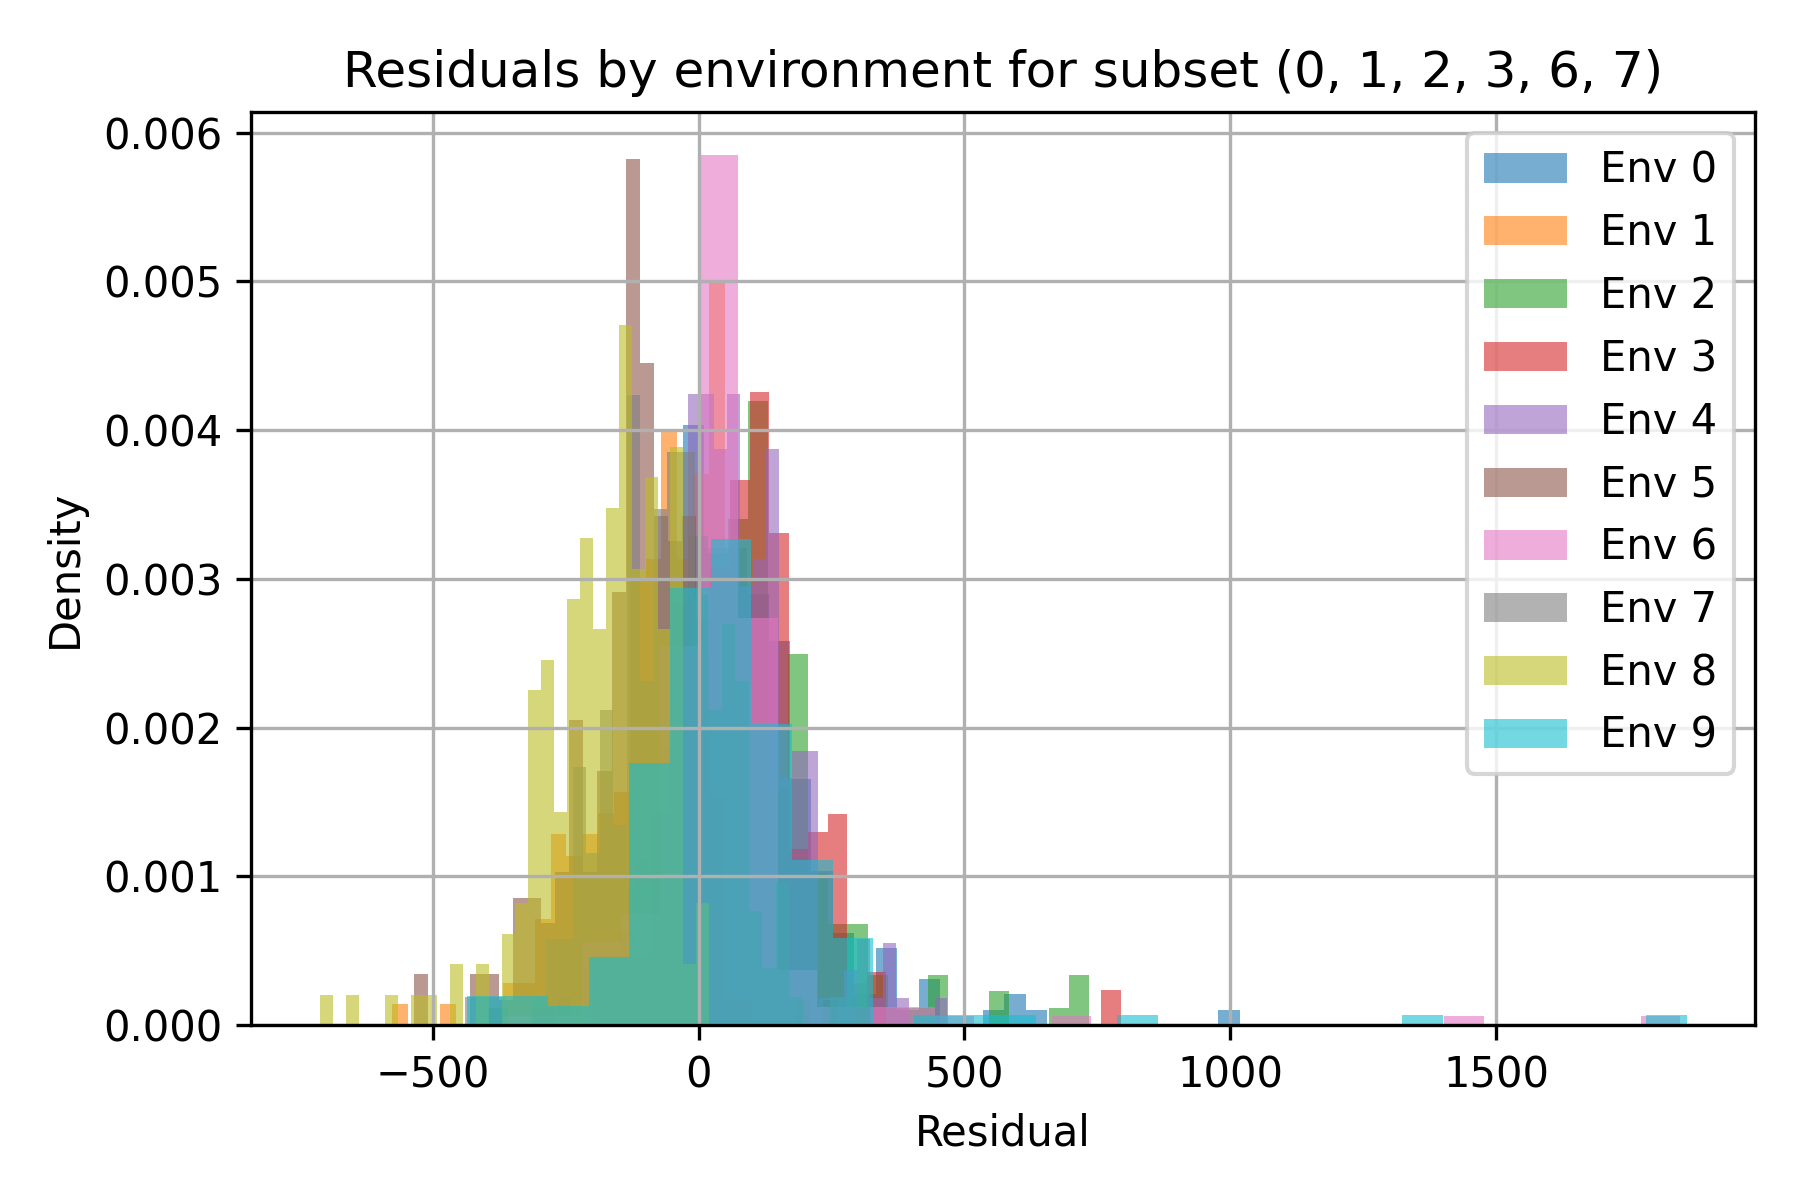 Residuals by environment for subset (0, 1, 2, 3, 6, 7)
0.006
0.005
0.004
0.003
0.002
0.001
0.000
Density
−500
0
500
1000
1500
Residual
Env 0
Env 1
Env 2
Env 3
Env 4
Env 5
Env 6
Env 7
Env 8
Env 9